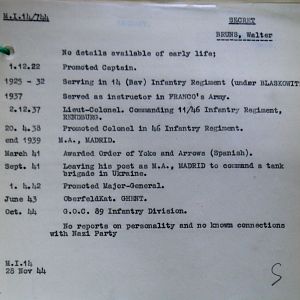 M.I.14/744
SECRET
BRUNS, Walter
No details available of early life;
1.12.22 Promoted Captain.
1925 - 32 Serving in 14 (Bav) Infantry Regiment (under BLASKOWITZ
1937 Served as instructor in FRANCO's Army.
2.12.37 Lieut-Colonel. Commanding 11/46 Infantry Regiment,
RENDSBURG.
20. 4.38 Promoted Colonel in 46 Infantry Regiment.
end 1939 M.A., MADRID.
March 41 Awarded Order of Yoke and Arrows (Spanish).
Sept. 41 Leaving his post as M.A., MADRID to command a tank
brigade in Ukraine.
1. 4.42 Promoted Major-General.
June 43 OberfeldKdt. GHENT.
Oct. 44 G.O.C. 89 Infantry Division.
No reports on personality and no known connections
with Nazi Party
M.I.14
28 Nov 44